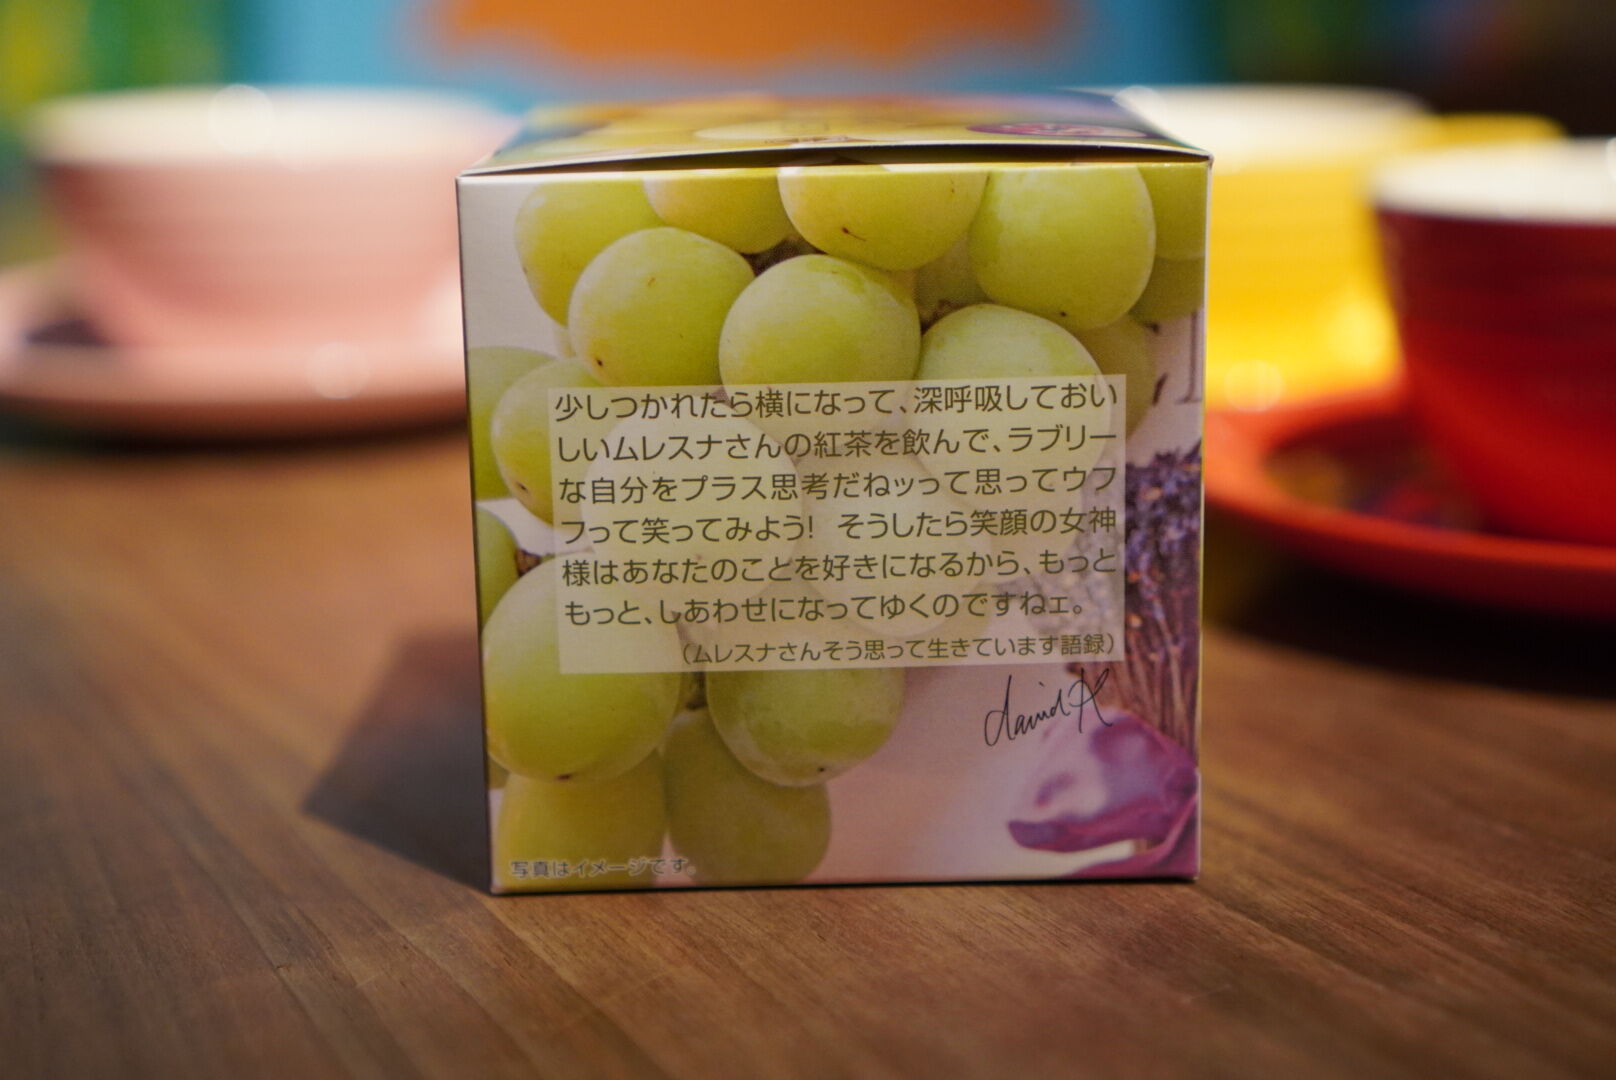 少しつかれたら横になって、深呼吸しておい
しいムレスナさんの紅茶を飲んで、ラブリー
な自分をプラス思考だねッって思ってウフ
フって笑ってみよう!　そうしたら笑顔の女神
様はあなたのことを好きになるから、もっと
もっと、しあわせになってゆくのですねェ。
（ムレスナさんそう思って生きています語録）
david H
写真はイメージです。